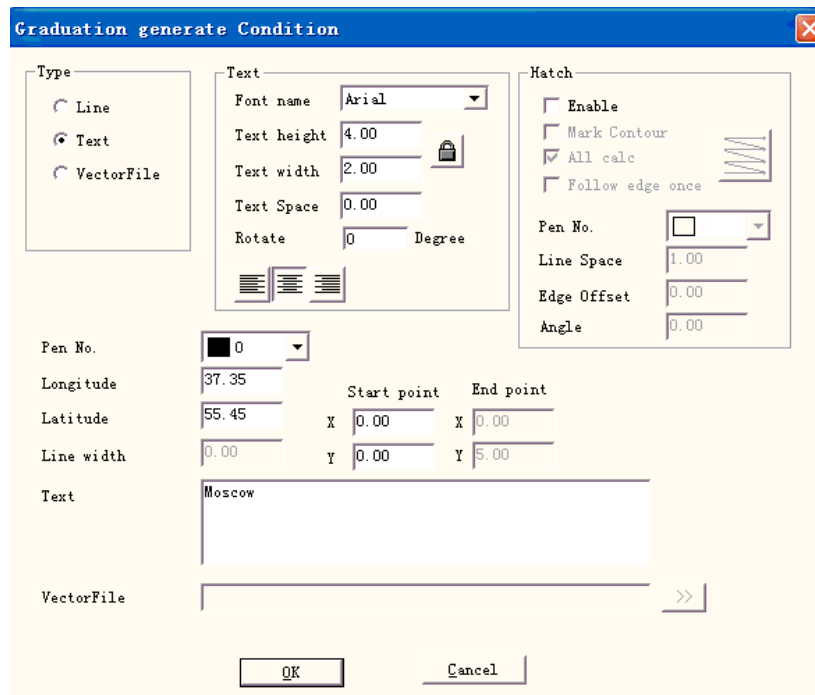 Graduation generate Condition
Type
Line
Text
VectorFile
Text
Font name Arial
Text height 4.00
Text width 2.00
Text Space 0.00
Rotate 0 Degree
Hatch
Enable
Mark Contour
All calc
Follow edge once
Pen No.
Line Space 1.00
Edge Offset 0.00
Angle 0.00
Pen No. 0
Longitude 37.35
Latitude 55.45
Line width 0.00
Start point End point
X 0.00 X 0.00
Y 0.00 Y 5.00
Text Moscow
VectorFile >>
OK Cancel